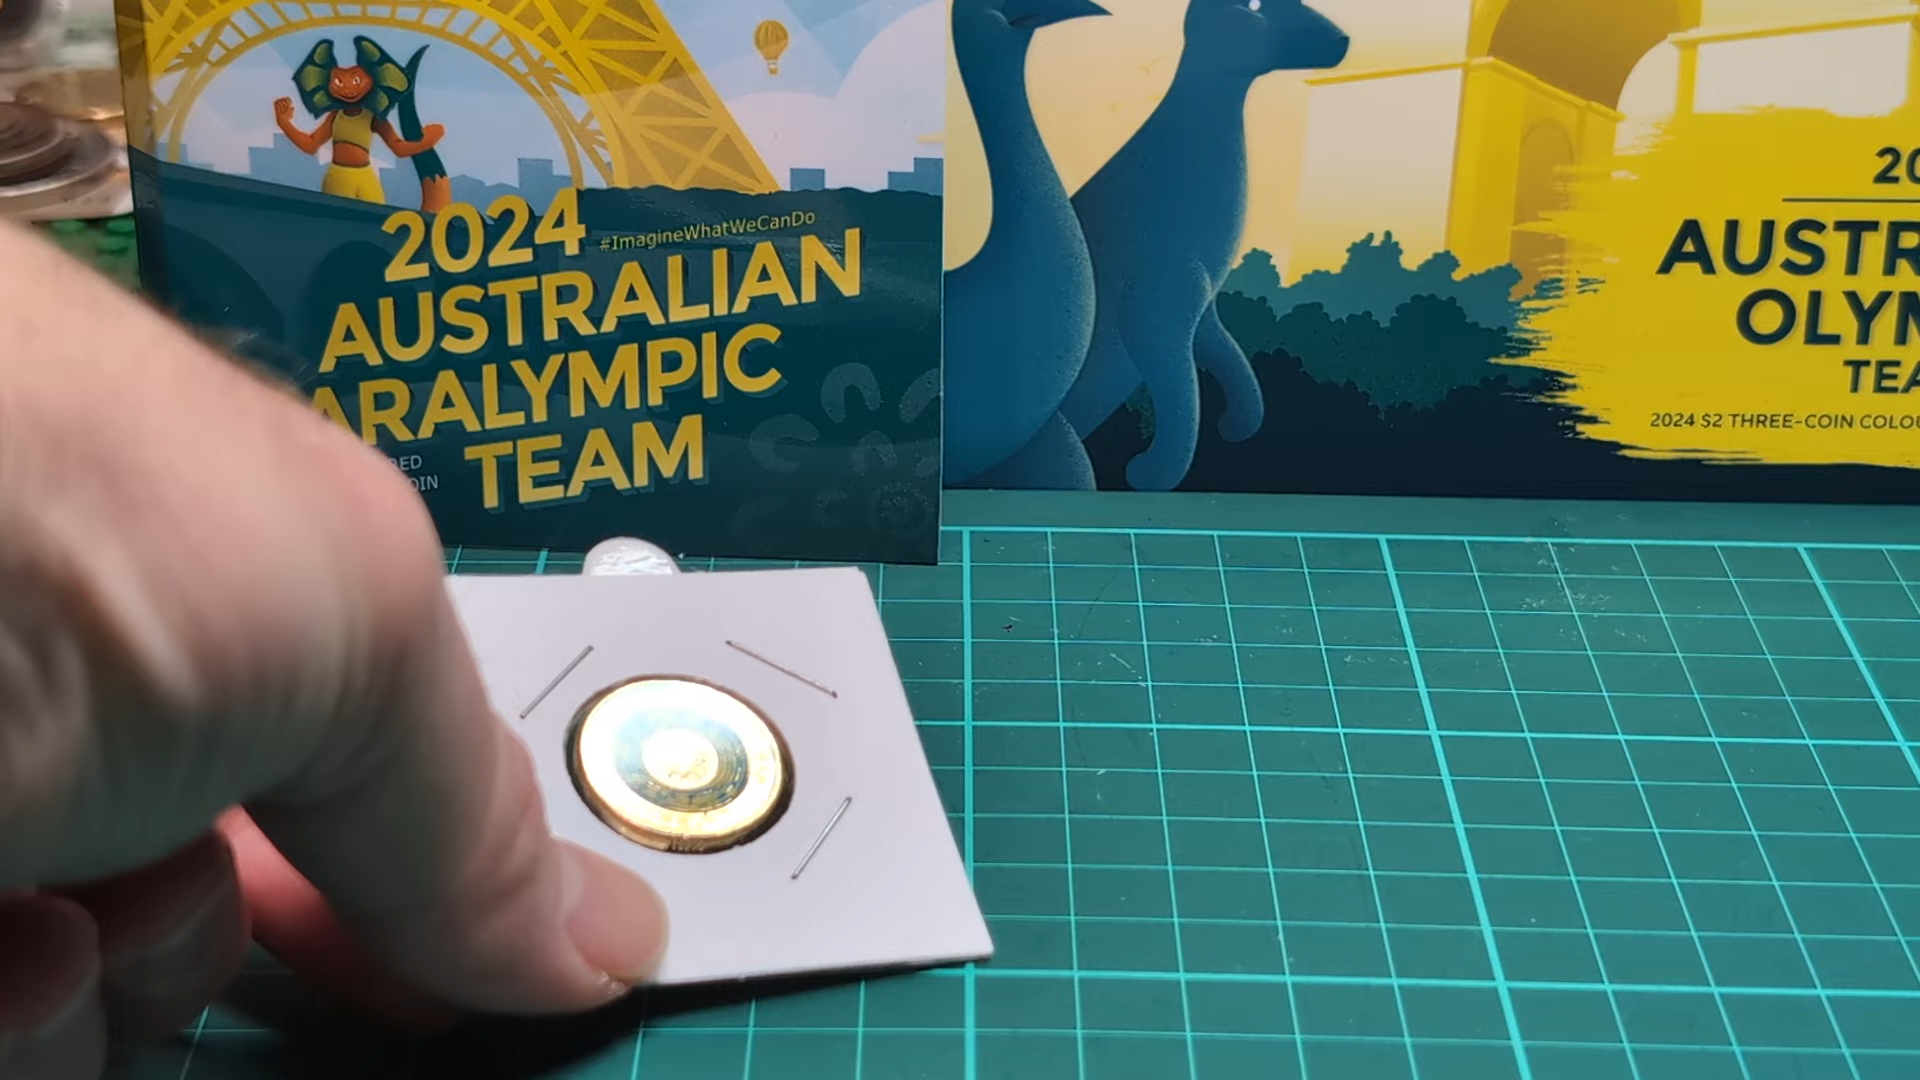 2024
#ImagineWhatWeCanDo
AUSTRALIAN
ARALYMPIC
TEAM
RED
OIN
20
AUSTR
OLYM
TEA
2024 $2 THREE-COIN COLOU